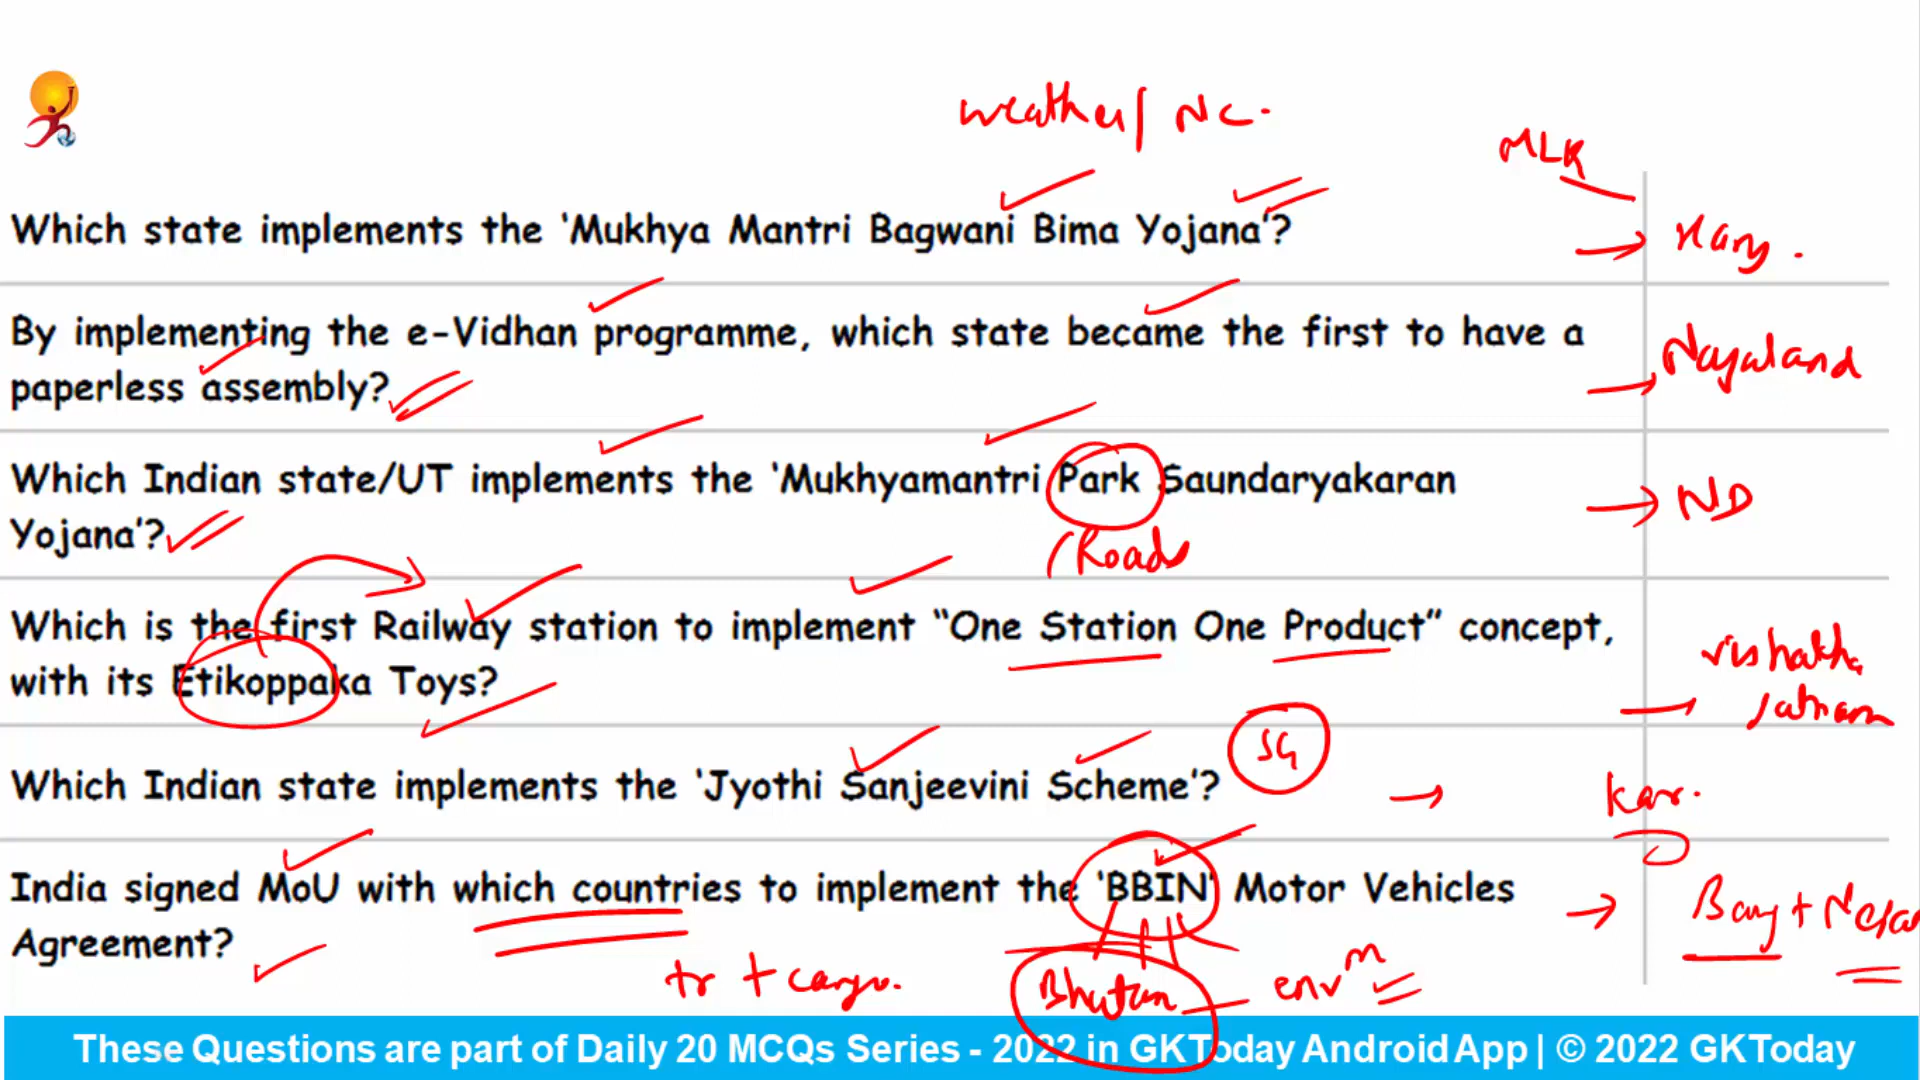 weather/ NC.
MLK
Which state implements the 'Mukhya Mantri Bagwani Bima Yojana'?
Hary.
By implementing the e-Vidhan programme, which state became the first to have a
paperless assembly?
Nagaland
Which Indian state/UT implements the 'Mukhyamantri Park Saundaryakaran
Yojana'?
ND
Roads
Which is the first Railway station to implement "One Station One Product" concept,
with its Etikoppaka Toys?
Vishakha
Which Indian state implements the 'Jyothi Sanjeevini Scheme'?
SG
Kar.
India signed MoU with which countries to implement the 'BBIN' Motor Vehicles
Agreement?
tr + cargo.
Bhutan
These Questions are part of Daily 20 MCQs Series - 2022 in GKToday Android App | © 2022 GKToday